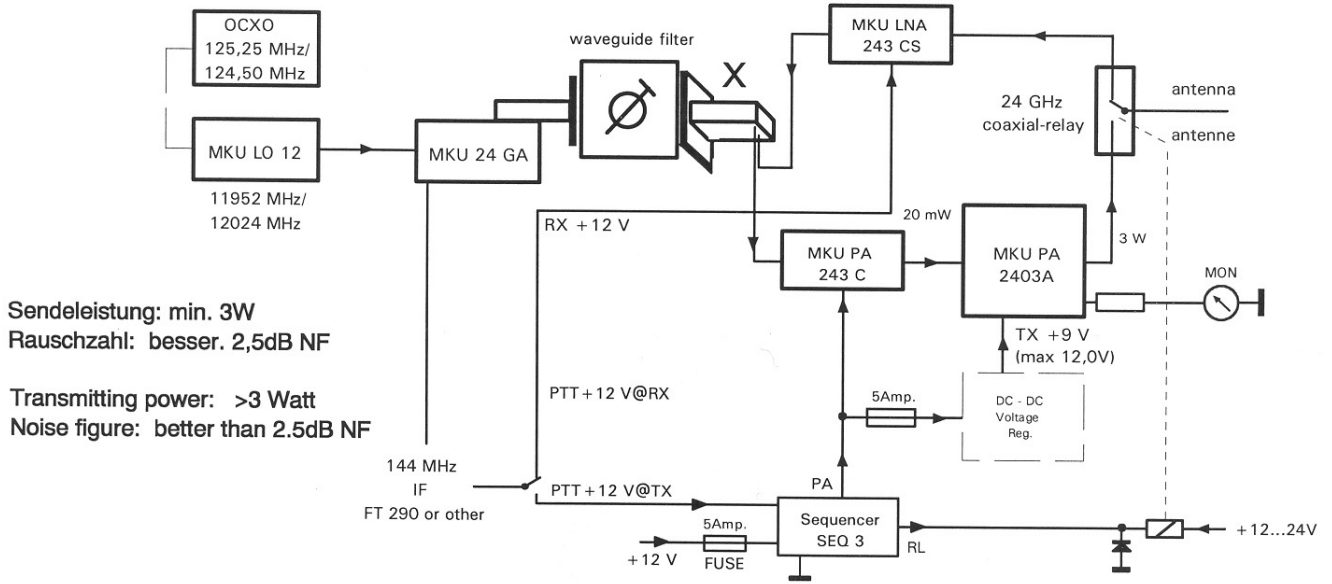 OCXO
125,25 MHz/
124,50 MHz
MKU LO 12
11952 MHz/
12024 MHz
MKU 24 GA
waveguide filter
X
MKU LNA
243 CS
24 GHz
coaxial-relay
antenna
antenne
RX +12 V
20 mW
MKU PA
243 C
MKU PA
2403A
3 W
MON
TX +9 V
(max 12,0V)
Sendeleistung: min. 3W
Rauschzahl: besser. 2,5dB NF
Transmitting power: >3 Watt
Noise figure: better than 2.5dB NF
PTT+12 V@RX
5Amp.
DC - DC
Voltage
Reg.
144 MHz
IF
FT 290 or other
PTT+12 V@TX
PA
Sequencer
SEQ 3
RL
5Amp.
+12 V
FUSE
+12...24V